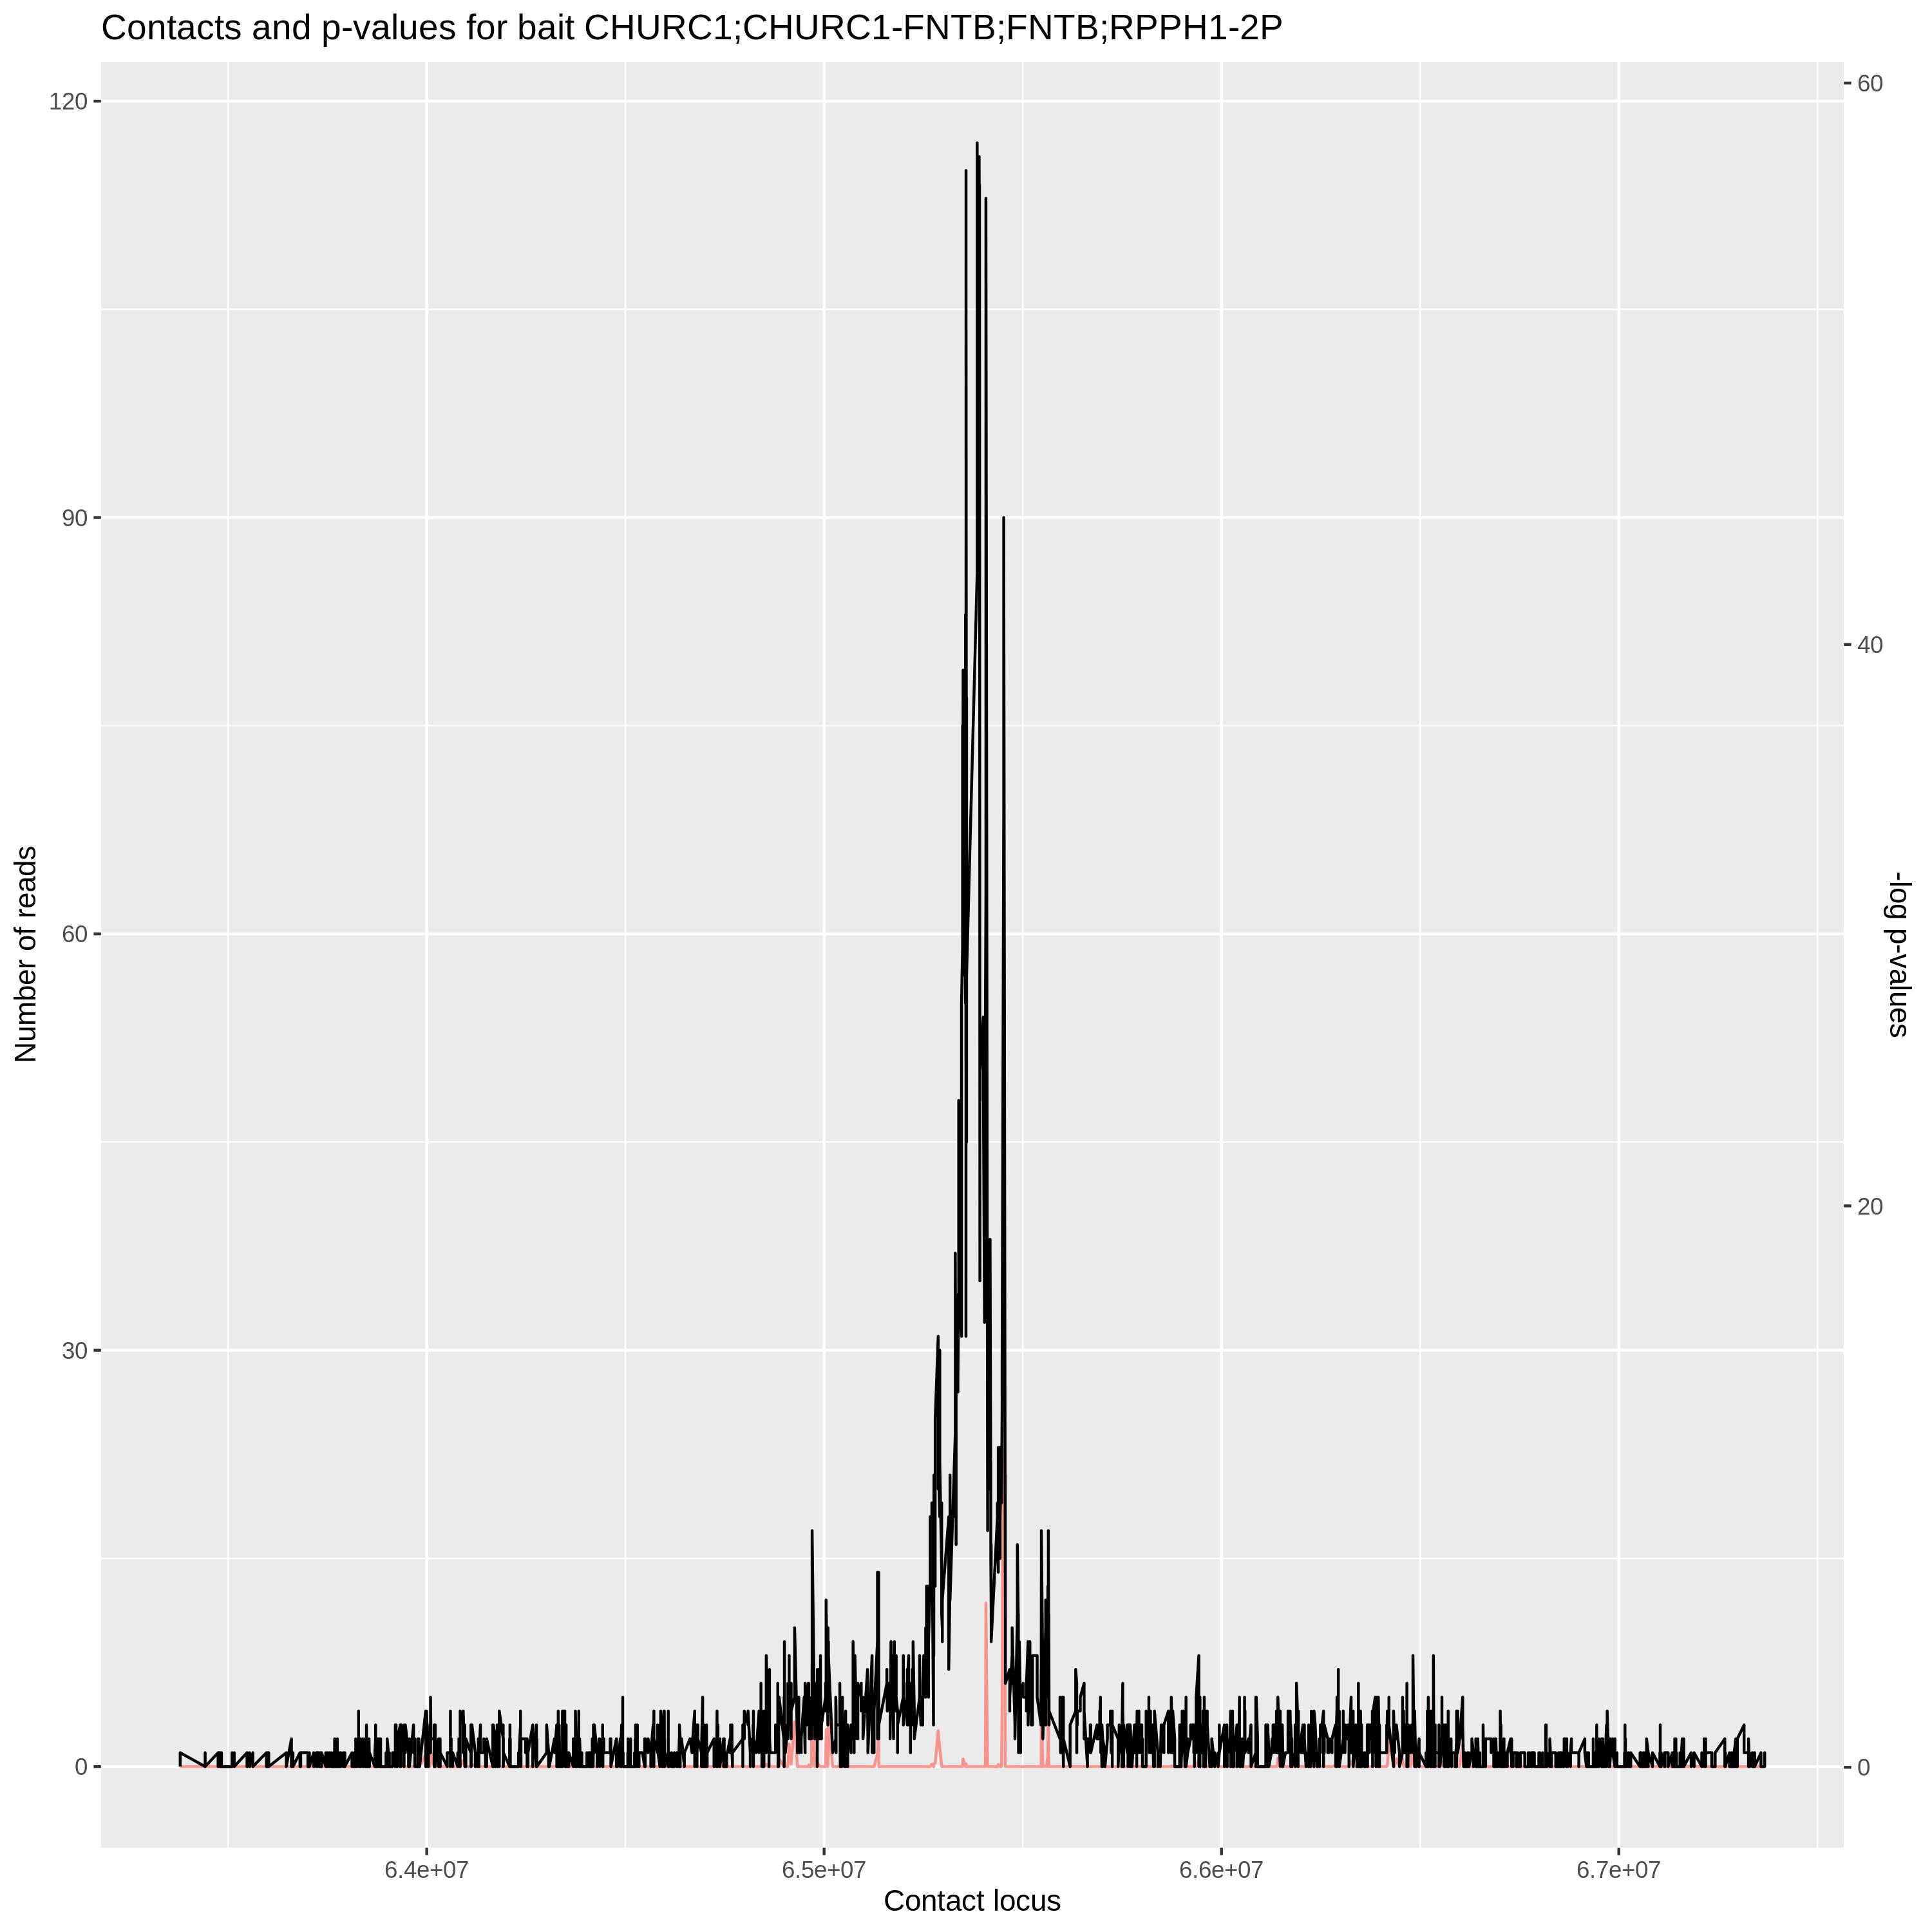 Contacts and p-values for bait CHURC1;CHURC1-FNTB;FNTB;RPPH1-2P
120
90
60
30
0
Number of reads
60
40
20
0
-log p-values
6.4e+07 6.5e+07 6.6e+07 6.7e+07
Contact locus